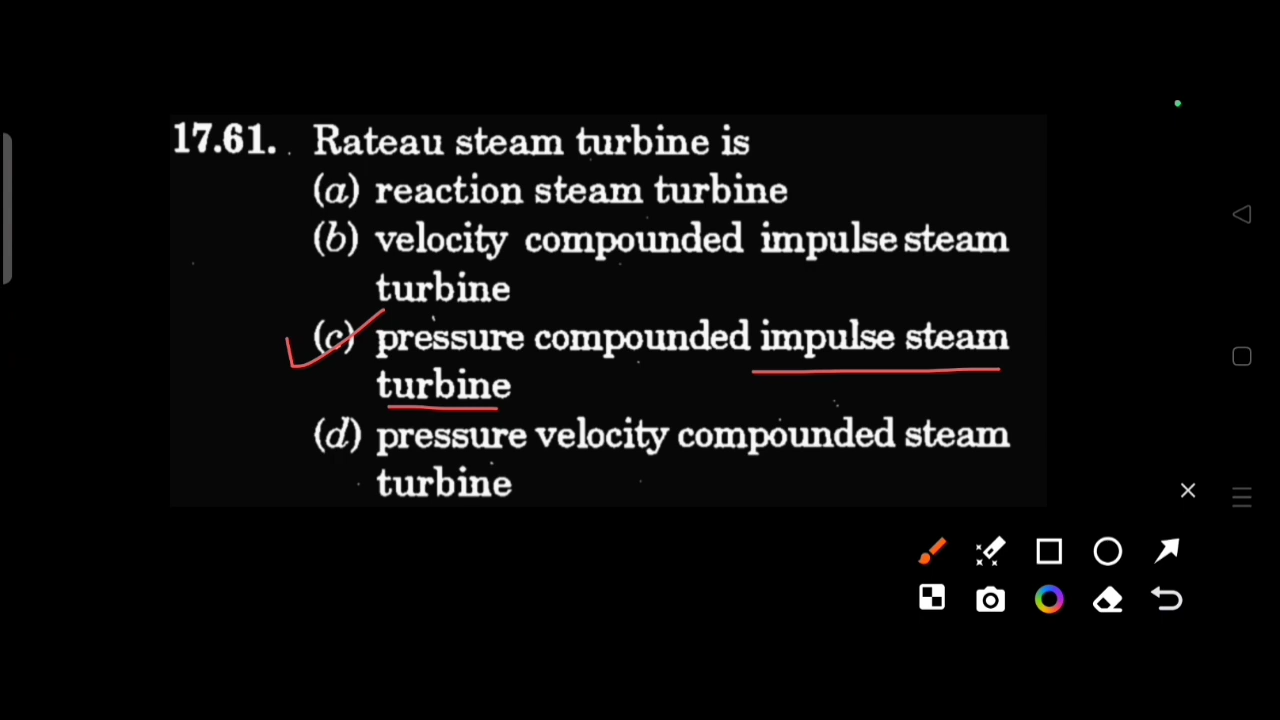 17.61. Rateau steam turbine is
(a) reaction steam turbine
(b) velocity compounded impulse steam
turbine
(c) pressure compounded impulse steam
turbine
(d) pressure velocity compounded steam
turbine